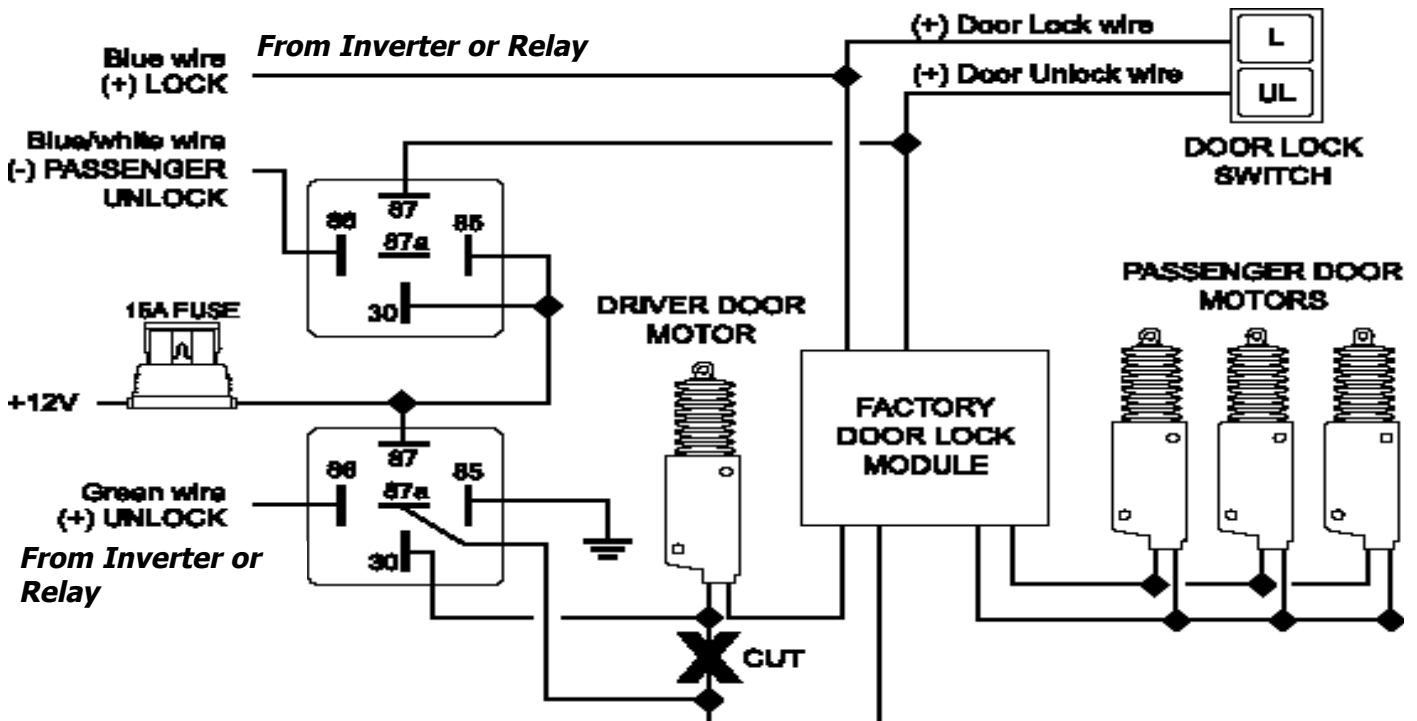 From Inverter or Relay
Blue wire
(+) LOCK
(+) Door Lock wire
(+) Door Unlock wire
L
UL
DOOR LOCK
SWITCH
Blue/white wire
(-) PASSENGER
UNLOCK
87
86
87a
85
30
15A FUSE
+12V
DRIVER DOOR
MOTOR
FACTORY
DOOR LOCK
MODULE
PASSENGER DOOR
MOTORS
87
86
87a
85
30
Green wire
(+) UNLOCK
From Inverter or
Relay
CUT